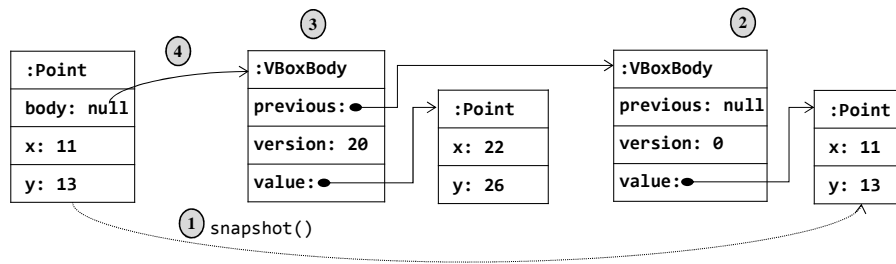 3
2
4
:Point
body: null
x: 11
y: 13
:VBoxBody
previous:
version: 20
value:
:Point
x: 22
y: 26
:VBoxBody
previous: null
version: 0
value:
:Point
x: 11
y: 13
1 snapshot()